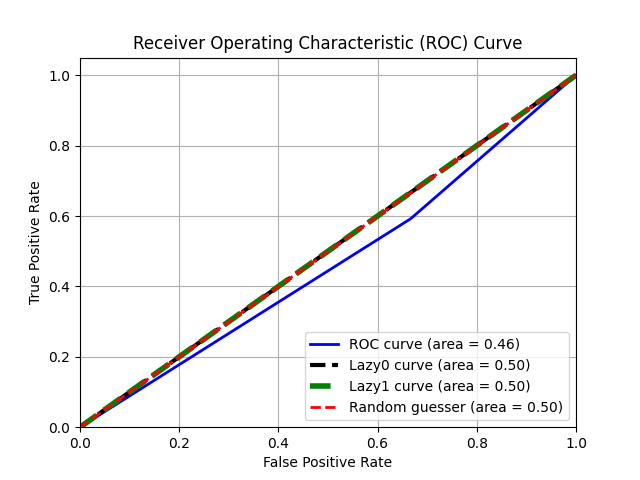 Receiver Operating Characteristic (ROC) Curve
1.0
0.8
0.6
0.4
0.2
0.0
True Positive Rate
ROC curve (area = 0.46)
Lazy0 curve (area = 0.50)
Lazy1 curve (area = 0.50)
Random guesser (area = 0.50)
0.0 0.2 0.4 0.6 0.8 1.0
False Positive Rate